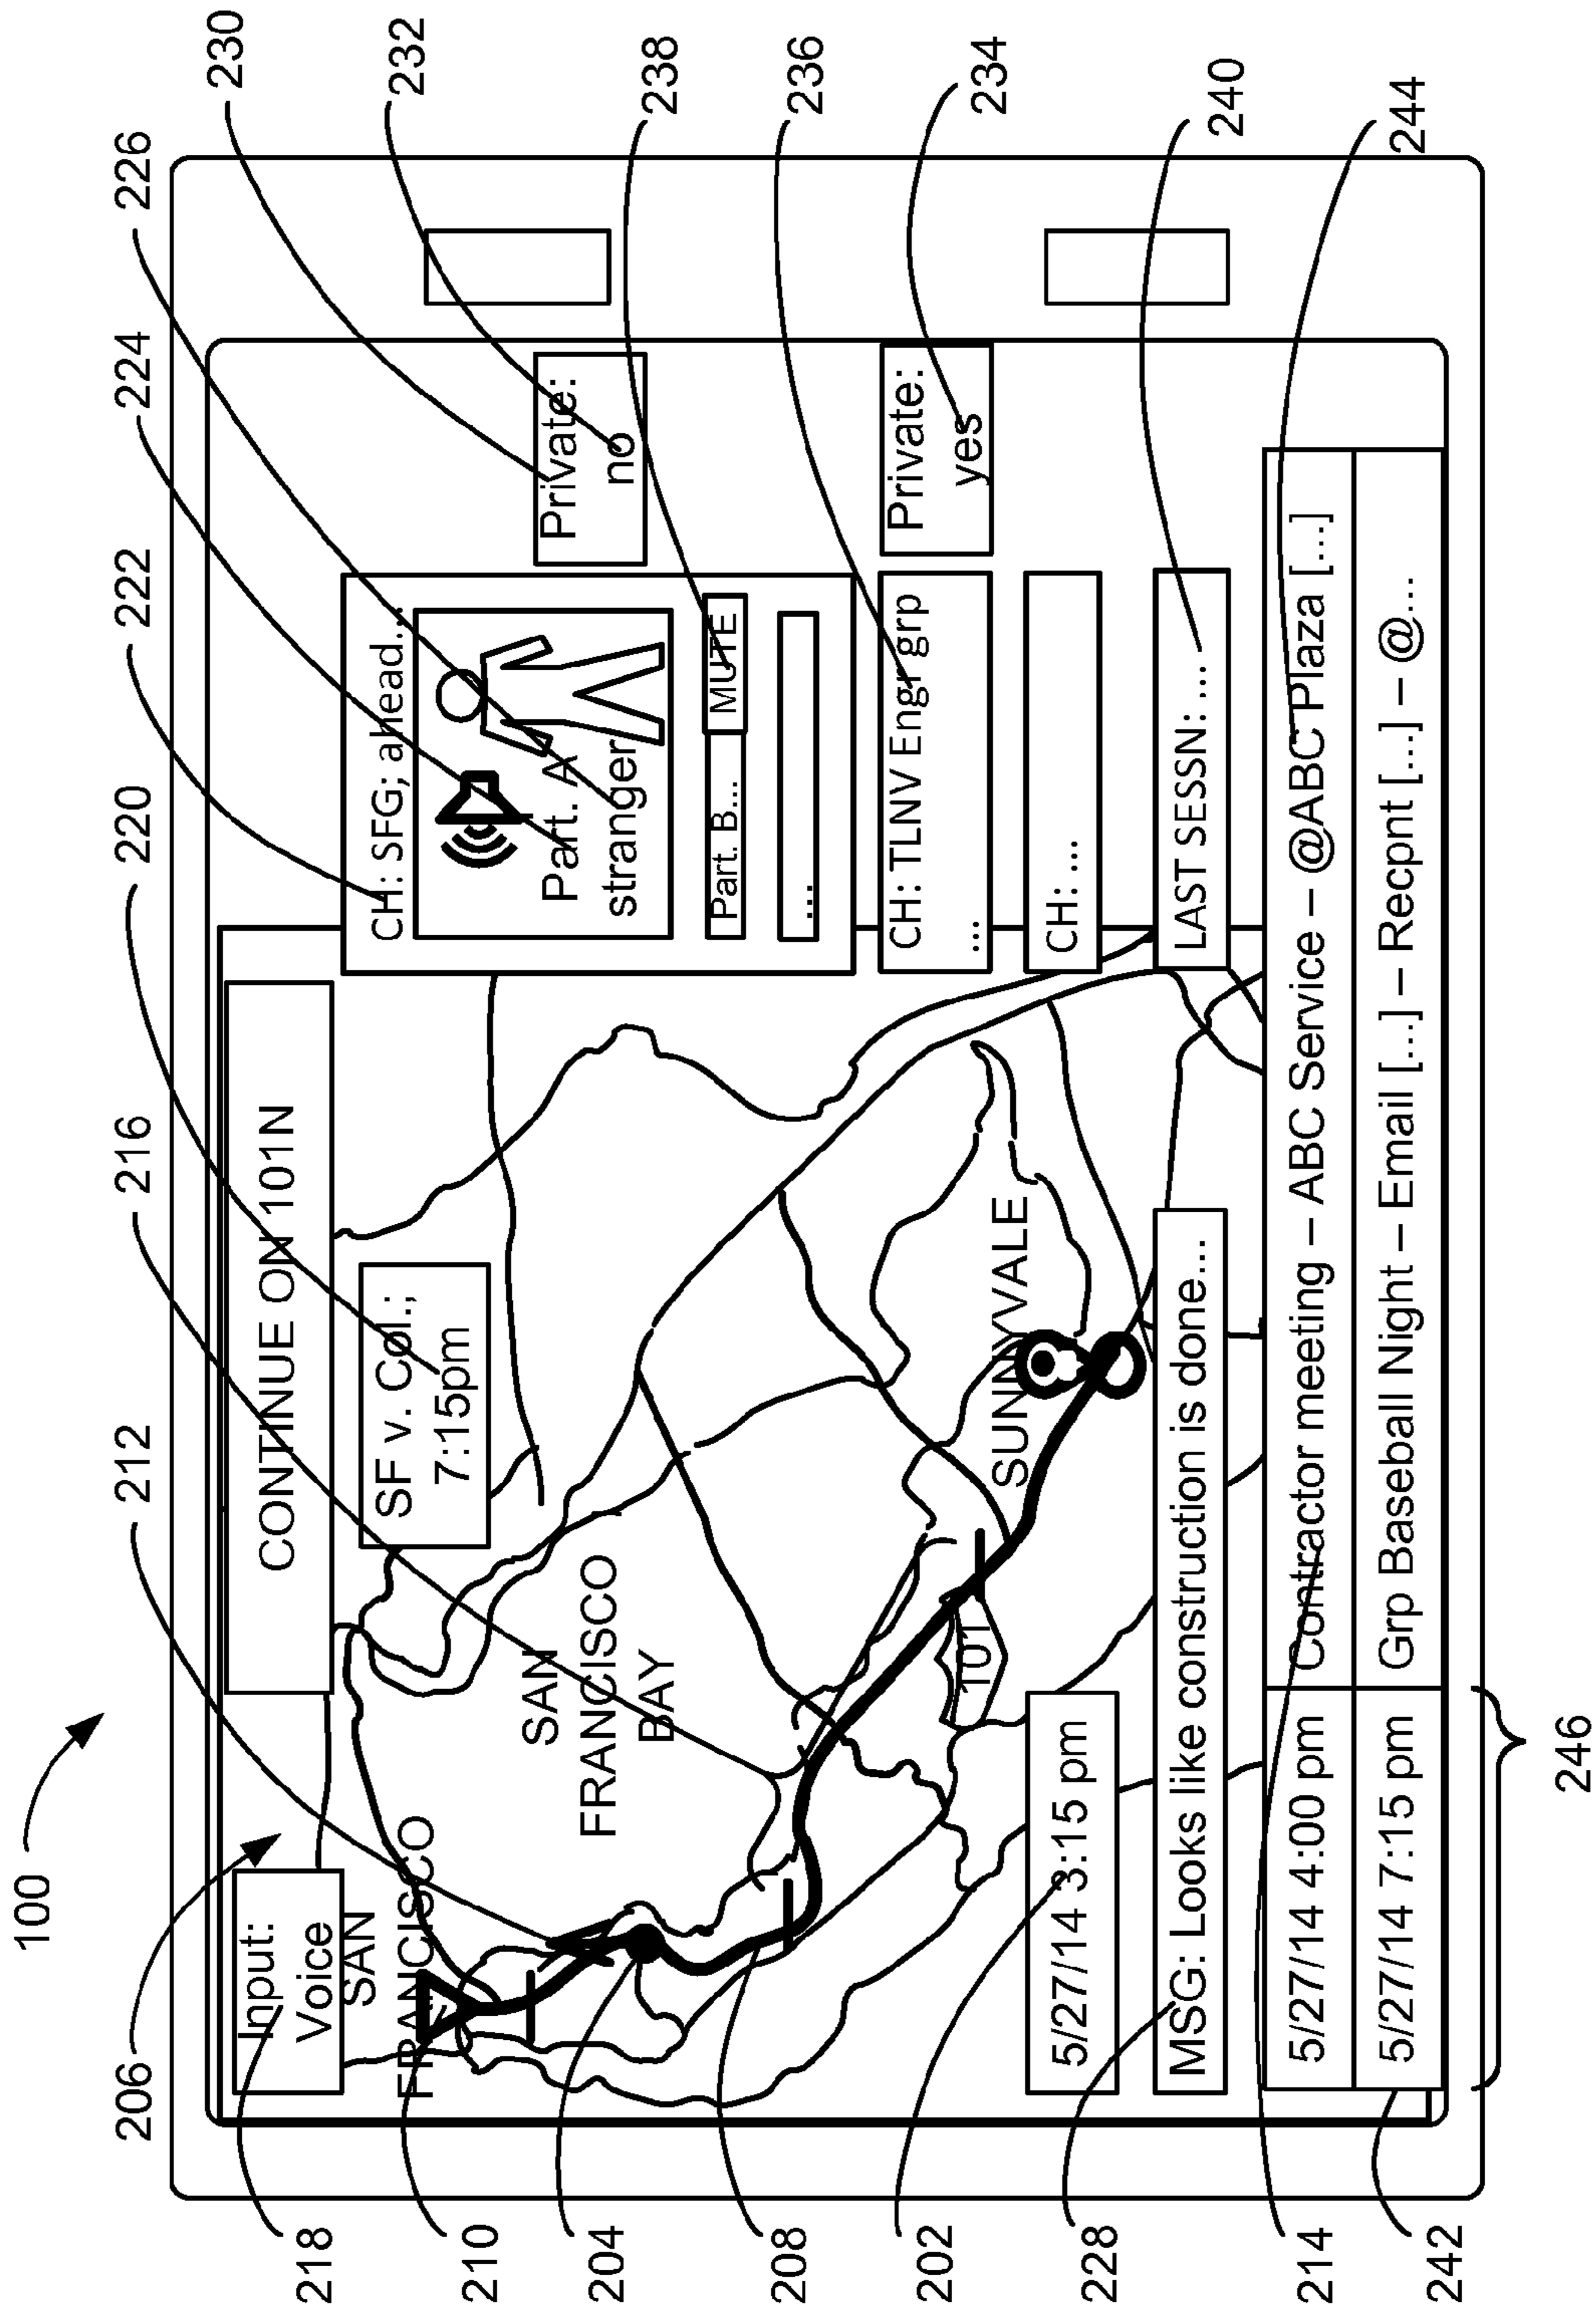 100
206
212
216
220
222
224
226
230
232
238
236
234
240
244
Input:
Voice
CONTINUE ON 101N
SAN
FRANCISCO
SF v. Col.;
7:15pm
SAN
FRANCISCO
BAY
SUNNYVALE
101
CH: SFG; ahead...
Part. A
stranger
Part. B...
MUTE
...
Private:
no
CH: TLNV Engr grp
...
Private:
yes
CH: ...
LAST SESSN: ...
5/27/14 3:15 pm
MSG: Looks like construction is done...
5/27/14 4:00 pm
Contractor meeting – ABC Service – @ABC Plaza [...]
5/27/14 7:15 pm
Grp Baseball Night – Email [...] – Recpnt [...] – @...
218
210
204
208
202
228
214
242
246